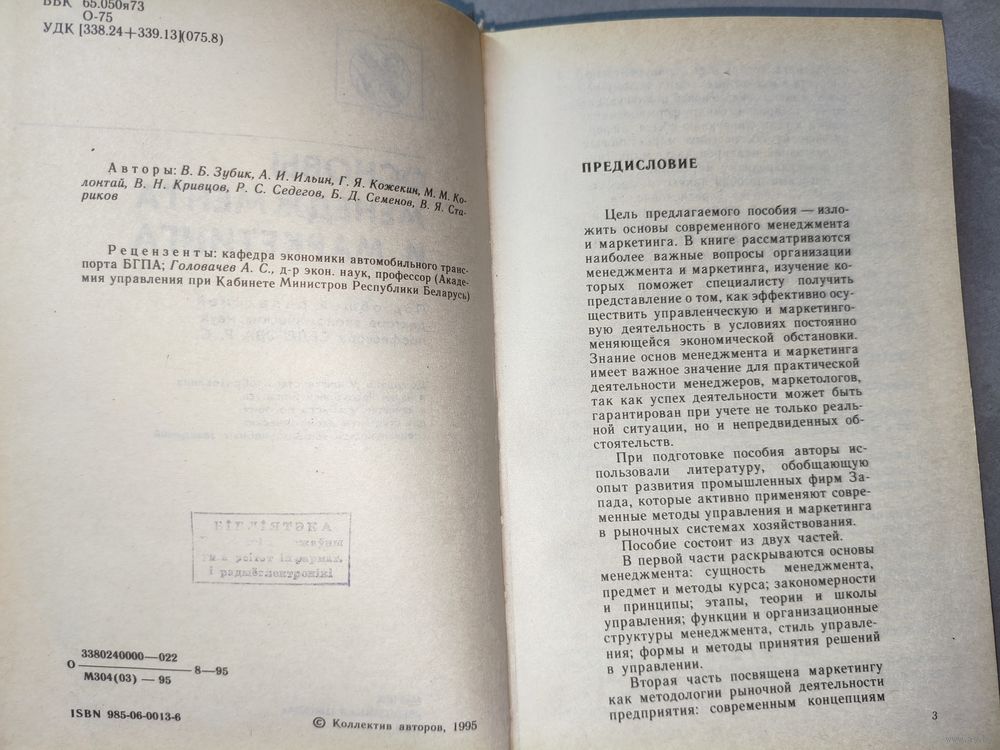 ББК 65.050я73
О-75
УДК [338.24+339.13](075.8)
Авторы: В. Б. Зубик, А. И. Ильин, Г. Я. Кожекин, М. М. Ко-
лонтай, В. Н. Кривцов, Р. С. Седегов, Б. Д. Семенов, В. Я. Ста-
риков
Рецензенты: кафедра экономики автомобильного транс-
порта БГПА; Головачев А. С., д-р экон. наук, профессор (Акаде-
мия управления при Кабинете Министров Республики Беларусь)
БІБЛІЯТЭКА
інфармат.
і радыёэлектронікі
3380240000—022
О 8—95
М304(03) — 95
ISBN 985-06-0013-6
© Коллектив авторов, 1995
ПРЕДИСЛОВИЕ
Цель предлагаемого пособия — изло-
жить основы современного менеджмента
и маркетинга. В книге рассматриваются
наиболее важные вопросы организации
менеджмента и маркетинга, изучение ко-
торых поможет специалисту получить
представление о том, как эффективно осу-
ществить управленческую и маркетинго-
вую деятельность в условиях постоянно
меняющейся экономической обстановки.
Знание основ менеджмента и маркетинга
имеет важное значение для практической
деятельности менеджеров, маркетологов,
так как успех деятельности может быть
гарантирован при учете не только реаль-
ной ситуации, но и непредвиденных об-
стоятельств.
При подготовке пособия авторы ис-
пользовали литературу, обобщающую
опыт развития промышленных фирм За-
пада, которые активно применяют совре-
менные методы управления и маркетинга
в рыночных системах хозяйствования.
Пособие состоит из двух частей.
В первой части раскрываются основы
менеджмента: сущность менеджмента,
предмет и методы курса; закономерности
и принципы; этапы, теории и школы
управления; функции и организационные
структуры менеджмента, стиль управле-
ния; формы и методы принятия решений
в управлении.
Вторая часть посвящена маркетингу
как методологии рыночной деятельности
предприятия: современным концепциям
3